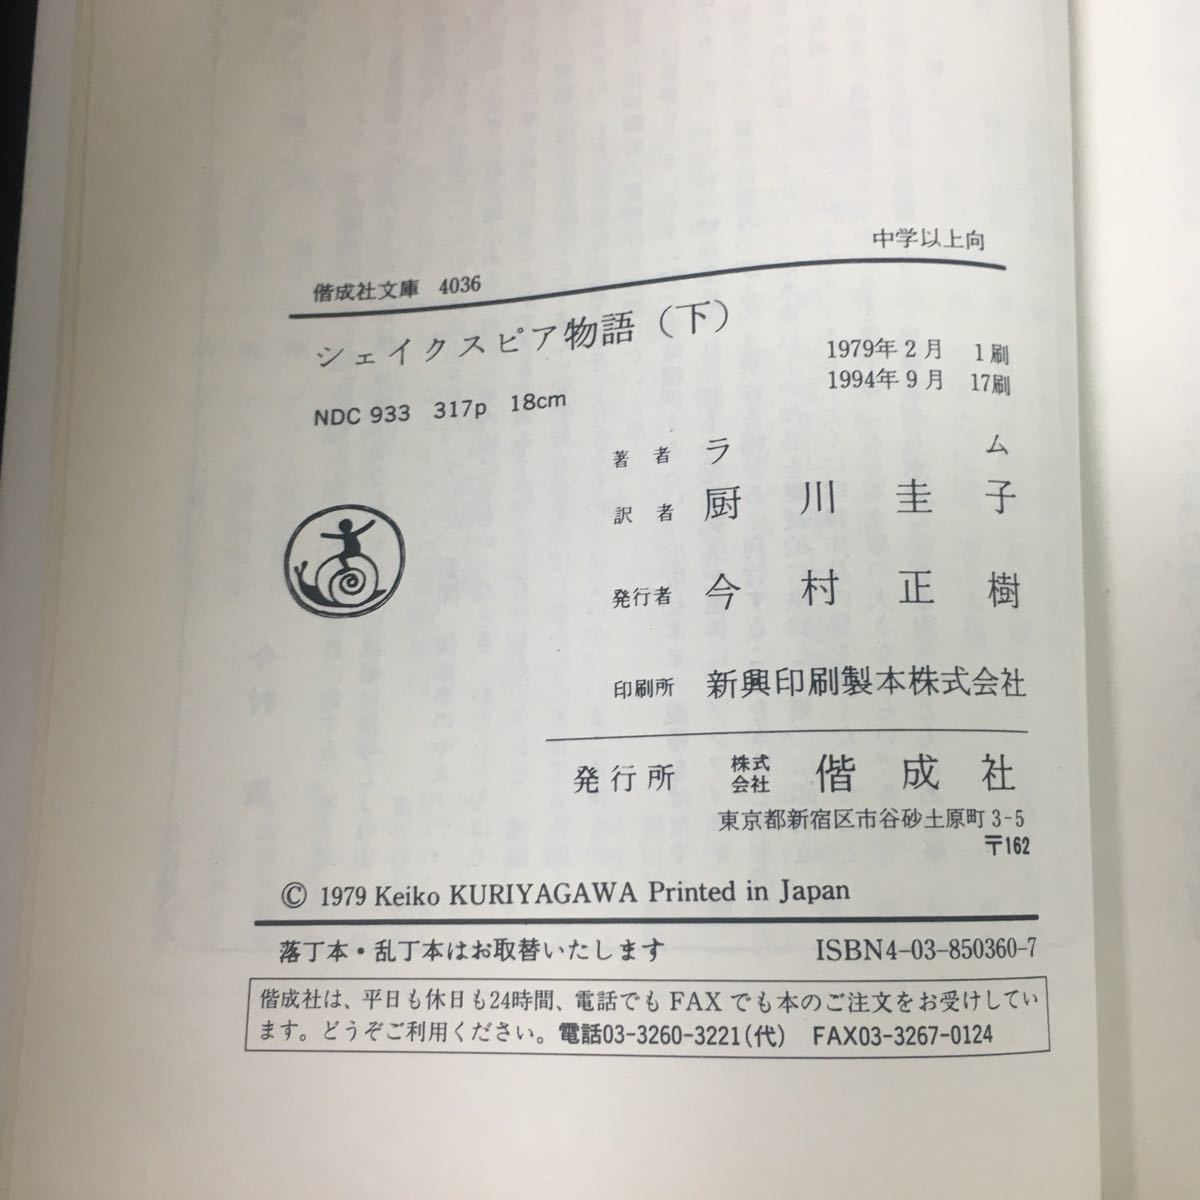 中学以上向
偕成社文庫 4036
シェイクスピア物語（下）
1979年2月 1刷
1994年9月 17刷
NDC 933 317p 18cm
著者 ラム
訳者 厨川圭子
発行者 今村正樹
印刷所 新興印刷製本株式会社
発行所 株式会社 偕成社
東京都新宿区市谷砂土原町3-5
〒162
© 1979 Keiko KURIYAGAWA Printed in Japan
落丁本・乱丁本はお取替いたします ISBN4-03-850360-7
偕成社は、平日も休日も24時間、電話でもFAXでも本のご注文をお受けしてい
ます。どうぞご利用ください。電話03-3260-3221(代) FAX03-3267-0124